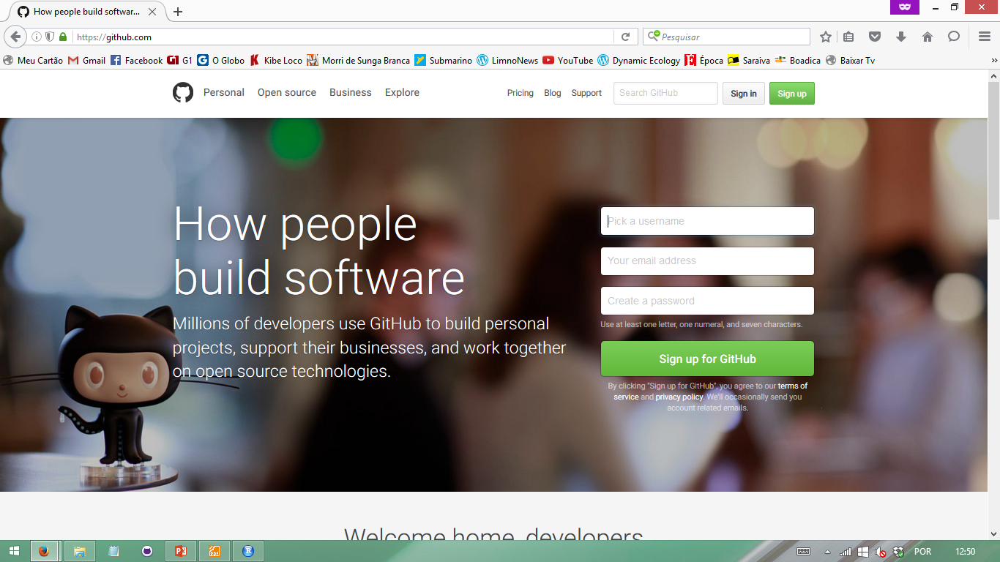 How people build softwar...
https://github.com
Pesquisar
Meu Cartão Gmail Facebook G1 O Globo Kibe Loco Morri de Sunga Branca Submarino LimnoNews YouTube Dynamic Ecology Época Saraiva Boadica Baixar Tv
Personal Open source Business Explore Pricing Blog Support Search GitHub Sign in Sign up
How people
build software
Millions of developers use GitHub to build personal
projects, support their businesses, and work together
on open source technologies.
Pick a username
Your email address
Create a password
Use at least one letter, one numeral, and seven characters.
Sign up for GitHub
By clicking "Sign up for GitHub", you agree to our terms of
service and privacy policy. We'll occasionally send you
account related emails.
Welcome home, developers
POR 12:50